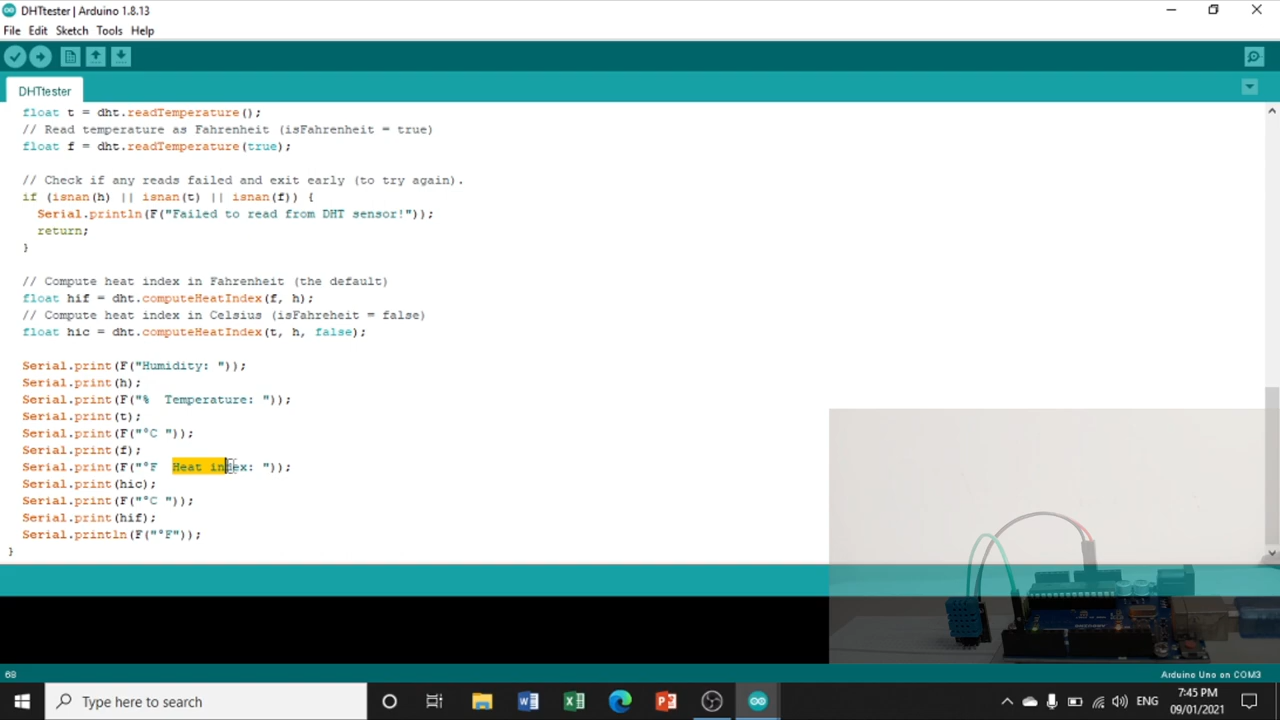 DHTtester | Arduino 1.8.13
File Edit Sketch Tools Help
DHTtester
float t = dht.readTemperature();
// Read temperature as Fahrenheit (isFahrenheit = true)
float f = dht.readTemperature(true);
// Check if any reads failed and exit early (to try again).
if (isnan(h) || isnan(t) || isnan(f)) {
Serial.println(F("Failed to read from DHT sensor!"));
return;
}
// Compute heat index in Fahrenheit (the default)
float hif = dht.computeHeatIndex(f, h);
// Compute heat index in Celsius (isFahreheit = false)
float hic = dht.computeHeatIndex(t, h, false);
Serial.print(F("Humidity: "));
Serial.print(h);
Serial.print(F("%  Temperature: "));
Serial.print(t);
Serial.print(F("°C "));
Serial.print(f);
Serial.print(F("°F  Heat index: "));
Serial.print(hic);
Serial.print(F("°C "));
Serial.print(hif);
Serial.println(F("°F"));
}
68
Arduino Uno on COM3
Type here to search
ENG
7:45 PM
09/01/2021